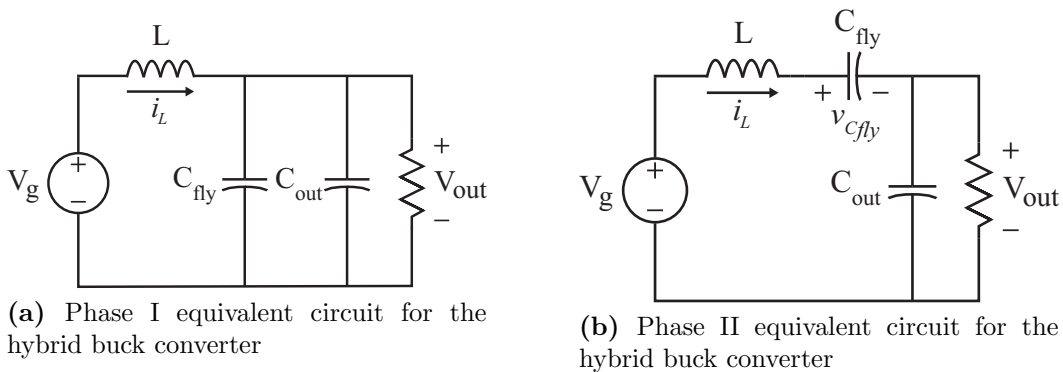 L
i_L
V_g
+
−
C_fly
C_out
+
V_out
−
(a) Phase I equivalent circuit for the
hybrid buck converter
C_fly
L
i_L
+
−
v_Cfly
V_g
+
−
C_out
+
V_out
−
(b) Phase II equivalent circuit for the
hybrid buck converter